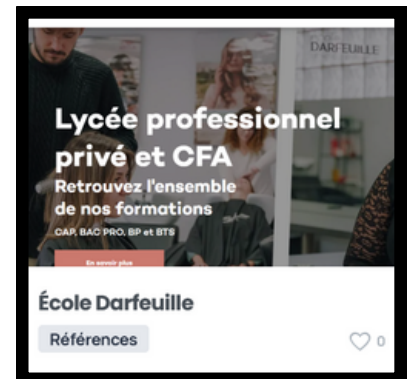 DARFEUILLE
Lycée professionnel
privé et CFA
Retrouvez l'ensemble
de nos formations
CAP, BAC PRO, BP et BTS
En savoir plus
École Darfeuille
Références
0